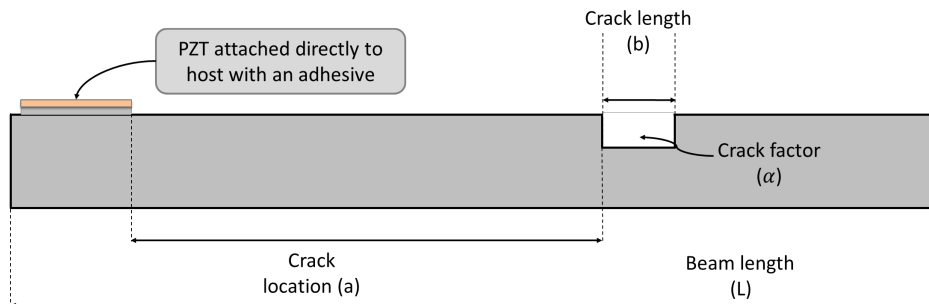 Crack length
(b)
PZT attached directly to
host with an adhesive
Crack factor
(α)
Crack
location (a)
Beam length
(L)